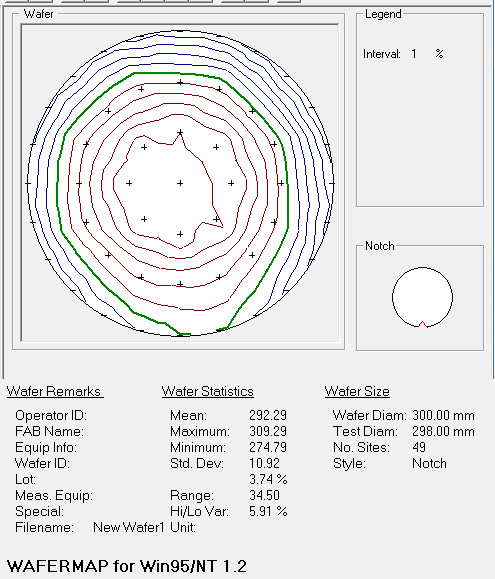 Wafer
Legend
Interval: 1 %
Notch
Wafer Remarks
Operator ID:
FAB Name:
Equip Info:
Wafer ID:
Lot:
Meas. Equip:
Special:
Filename: New Wafer1
Wafer Statistics
Mean: 292.29
Maximum: 309.29
Minimum: 274.79
Std. Dev: 10.92
3.74 %
Range: 34.50
Hi/Lo Var: 5.91 %
Unit:
Wafer Size
Wafer Diam: 300.00 mm
Test Diam: 298.00 mm
No. Sites: 49
Style: Notch
WAFERMAP for Win95/NT 1.2